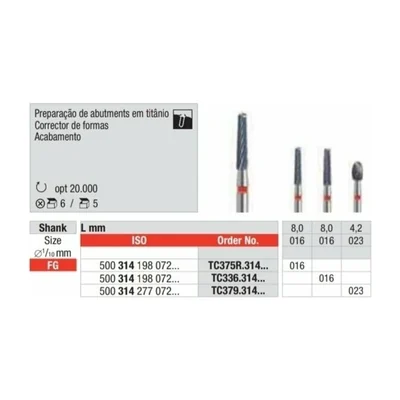 Preparação de abutments em titânio
Corrector de formas
Acabamento
opt 20.000
6 / 5
Shank L mm 8,0 8,0 4,2
Size ISO Order No. 016 016 023
Ø 1/10 mm
FG 500 314 198 072... TC375R.314... 016
500 314 198 072... TC336.314... 016
500 314 277 072... TC379.314... 023